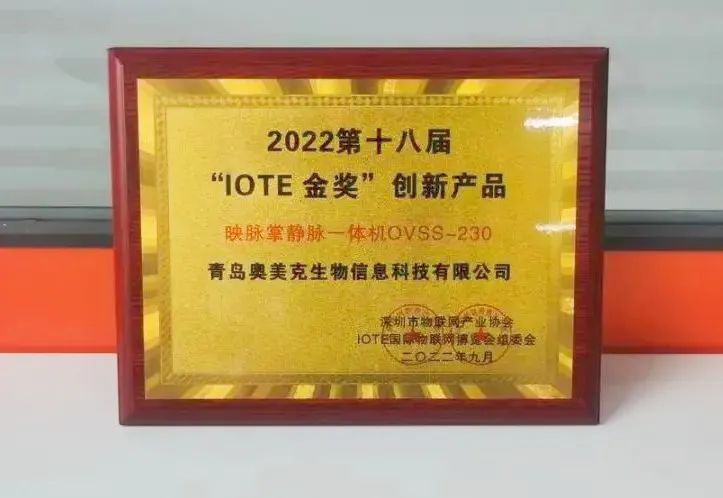 2022第十八届
“IOTE 金奖”创新产品
映脉掌静脉一体机OVSS-230
青岛奥美克生物信息科技有限公司
深圳市物联网产业协会
IOTE国际物联网博览会组委会
二〇二二年九月